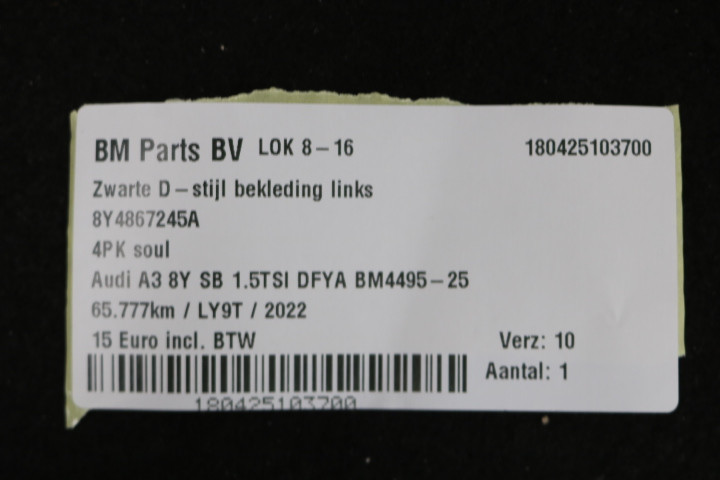 BM Parts BV LOK 8-16 180425103700
Zwarte D-stijl bekleding links
8Y4867245A
4PK soul
Audi A3 8Y SB 1.5TSI DFYA BM4495-25
65.777km / LY9T / 2022
15 Euro incl. BTW Verz: 10
Aantal: 1
180425103700